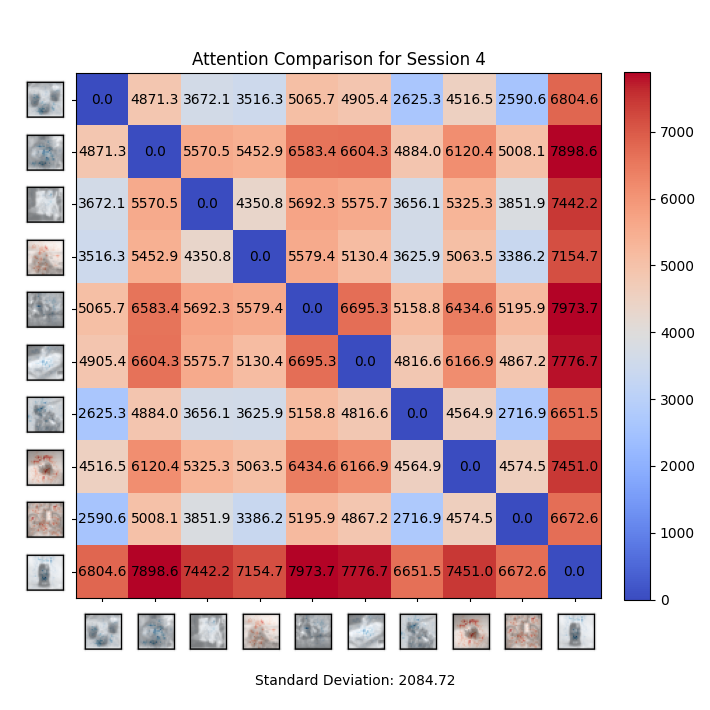 Attention Comparison for Session 4
0.0 4871.3 3672.1 3516.3 5065.7 4905.4 2625.3 4516.5 2590.6 6804.6
4871.3 0.0 5570.5 5452.9 6583.4 6604.3 4884.0 6120.4 5008.1 7898.6
3672.1 5570.5 0.0 4350.8 5692.3 5575.7 3656.1 5325.3 3851.9 7442.2
3516.3 5452.9 4350.8 0.0 5579.4 5130.4 3625.9 5063.5 3386.2 7154.7
5065.7 6583.4 5692.3 5579.4 0.0 6695.3 5158.8 6434.6 5195.9 7973.7
4905.4 6604.3 5575.7 5130.4 6695.3 0.0 4816.6 6166.9 4867.2 7776.7
2625.3 4884.0 3656.1 3625.9 5158.8 4816.6 0.0 4564.9 2716.9 6651.5
4516.5 6120.4 5325.3 5063.5 6434.6 6166.9 4564.9 0.0 4574.5 7451.0
2590.6 5008.1 3851.9 3386.2 5195.9 4867.2 2716.9 4574.5 0.0 6672.6
6804.6 7898.6 7442.2 7154.7 7973.7 7776.7 6651.5 7451.0 6672.6 0.0
7000
6000
5000
4000
3000
2000
1000
0
Standard Deviation: 2084.72